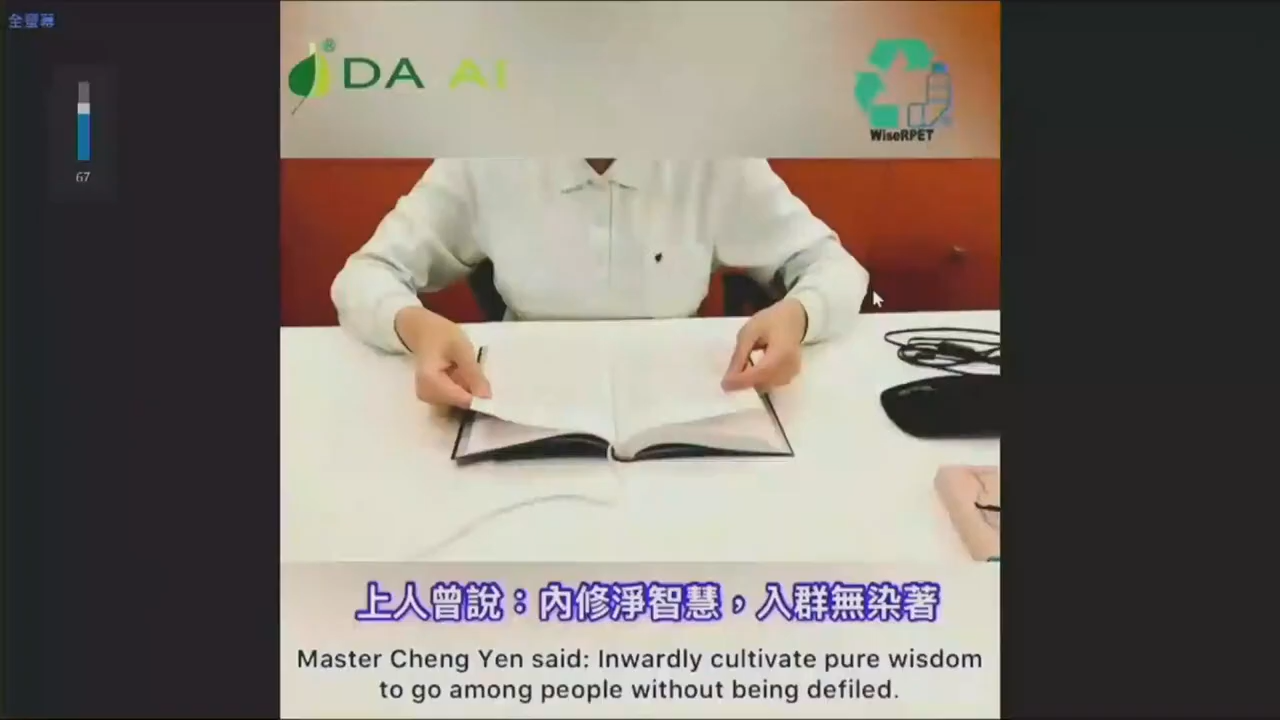 全螢幕
DA AI
®
WiseRPET
67
上人曾說：內修淨智慧，入群無染著
Master Cheng Yen said: Inwardly cultivate pure wisdom
to go among people without being defiled.